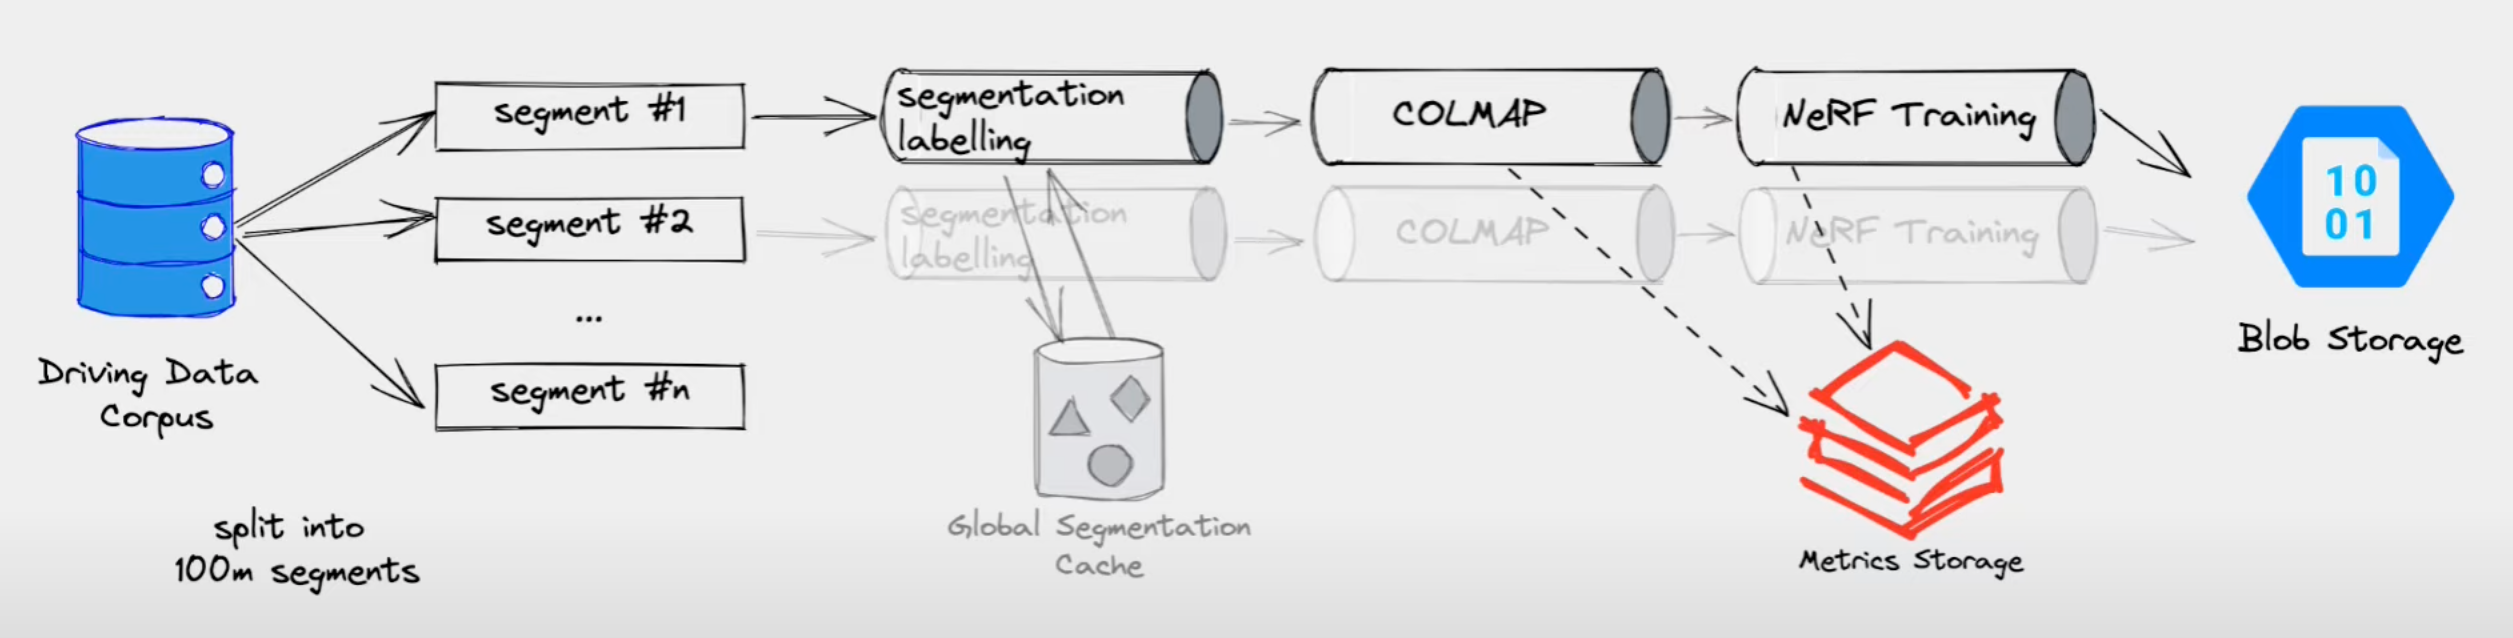 segment #1
segmentation
labelling
COLMAP
NeRF Training
segment #2
segmentation
labelling
COLMAP
NeRF Training
...
segment #n
Driving Data
Corpus
split into
100m segments
Global Segmentation
Cache
Metrics Storage
10
01
Blob Storage